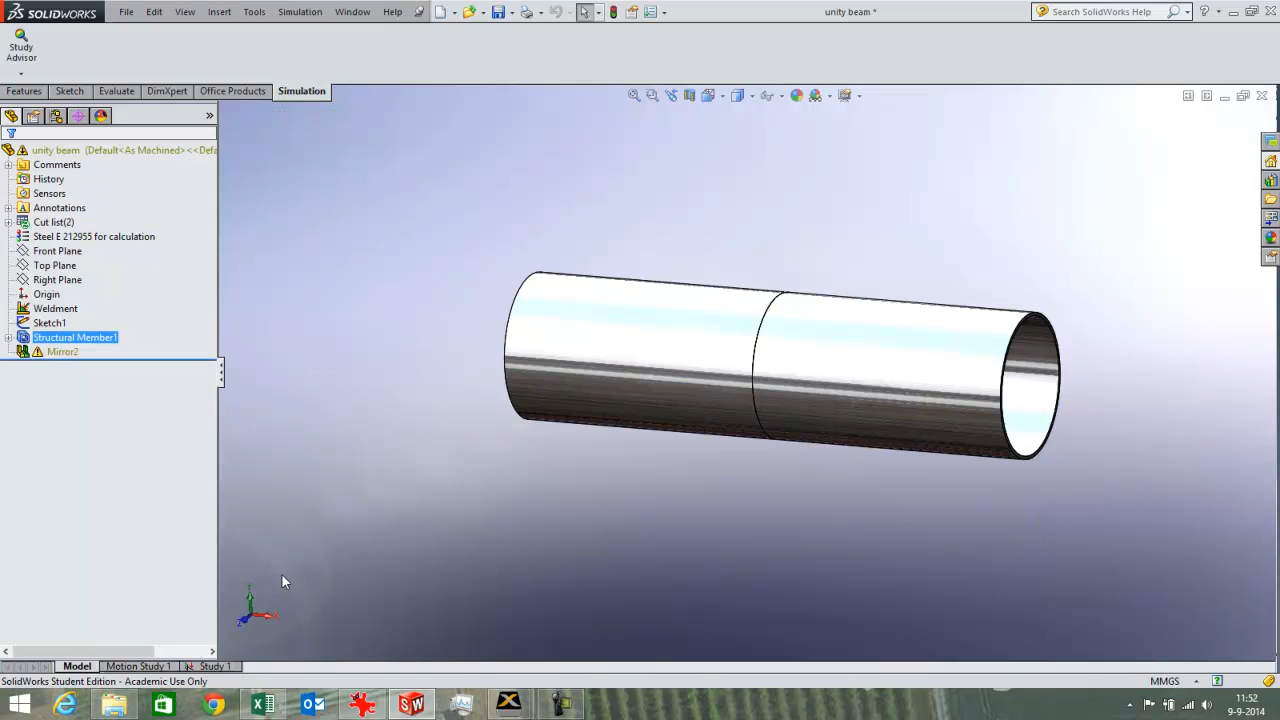 SOLIDWORKS File Edit View Insert Tools Simulation Window Help unity beam * Search SolidWorks Help
Study
Advisor
Features Sketch Evaluate DimXpert Office Products Simulation
unity beam (Default<As Machined><<Defa
Comments
History
Sensors
Annotations
Cut list(2)
Steel E 212955 for calculation
Front Plane
Top Plane
Right Plane
Origin
Weldment
Sketch1
Structural Member1
Mirror2
Model Motion Study 1 Study 1
SolidWorks Student Edition - Academic Use Only MMGS
11:52
9-9-2014